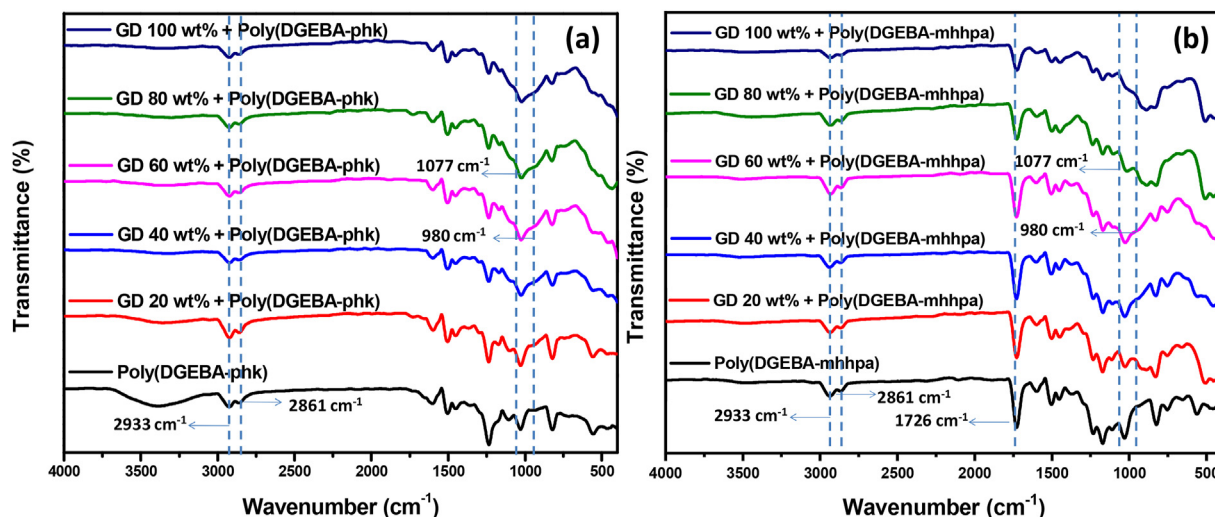 (a)
GD 100 wt% + Poly(DGEBA-phk)
GD 80 wt% + Poly(DGEBA-phk)
1077 cm⁻¹
GD 60 wt% + Poly(DGEBA-phk)
980 cm⁻¹
GD 40 wt% + Poly(DGEBA-phk)
GD 20 wt% + Poly(DGEBA-phk)
Poly(DGEBA-phk)
2861 cm⁻¹
2933 cm⁻¹
Transmittance (%)
4000 3500 3000 2500 2000 1500 1000 500
Wavenumber (cm⁻¹)
(b)
GD 100 wt% + Poly(DGEBA-mhhpa)
GD 80 wt% + Poly(DGEBA-mhhpa)
GD 60 wt% + Poly(DGEBA-mhhpa)
1077 cm⁻¹
980 cm⁻¹
GD 40 wt% + Poly(DGEBA-mhhpa)
GD 20 wt% + Poly(DGEBA-mhhpa)
Poly(DGEBA-mhhpa)
2861 cm⁻¹
2933 cm⁻¹
1726 cm⁻¹
Transmittance (%)
4000 3500 3000 2500 2000 1500 1000 500
Wavenumber (cm⁻¹)